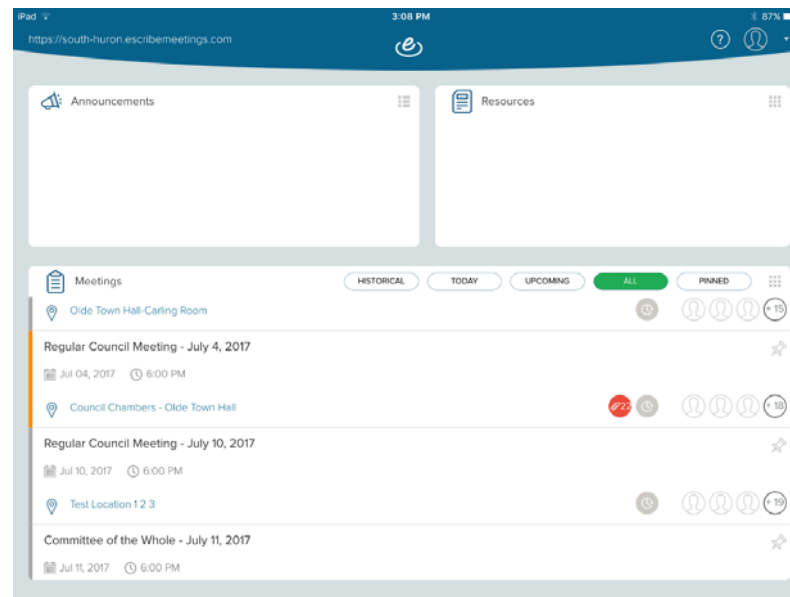 iPad 3:08 PM 87%
https://south-huron.escribemeetings.com e ?
Announcements Resources
Meetings HISTORICAL TODAY UPCOMING ALL PINNED
Olde Town Hall-Carling Room + 15
Regular Council Meeting - July 4, 2017
Jul 04, 2017 6:00 PM
Council Chambers - Olde Town Hall 22 + 18
Regular Council Meeting - July 10, 2017
Jul 10, 2017 6:00 PM
Test Location 1 2 3 + 19
Committee of the Whole - July 11, 2017
Jul 11, 2017 6:00 PM